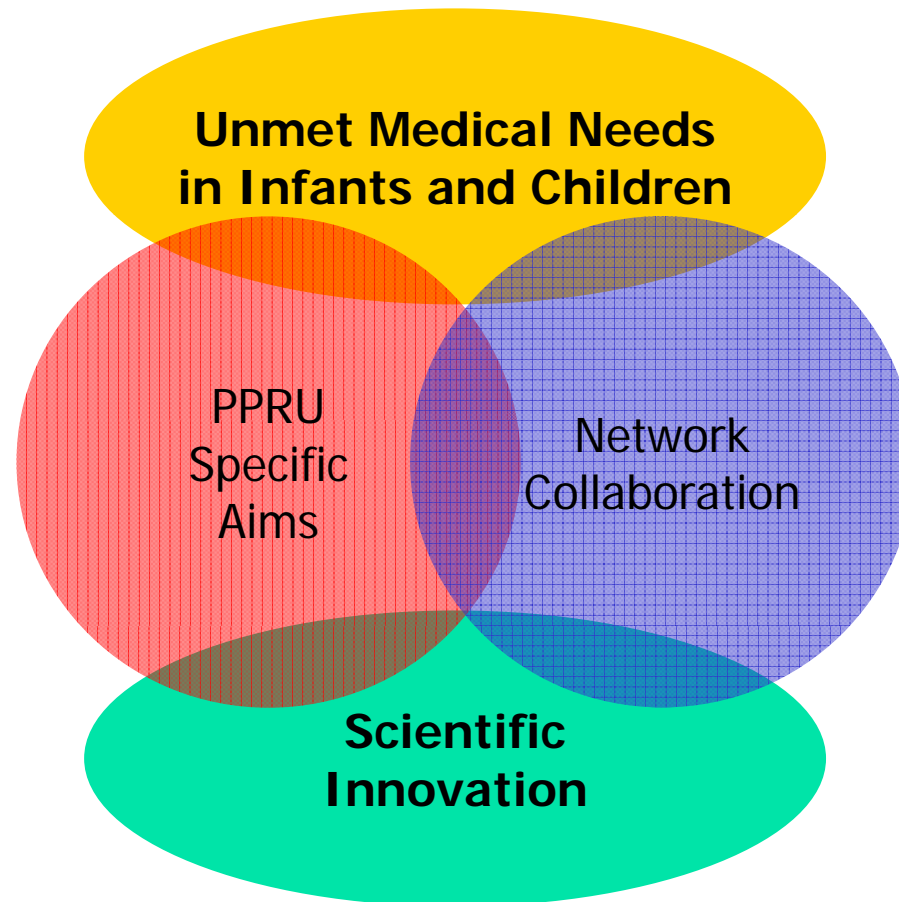 Unmet Medical Needs
in Infants and Children
PPRU
Specific
Aims
Network
Collaboration
Scientific
Innovation